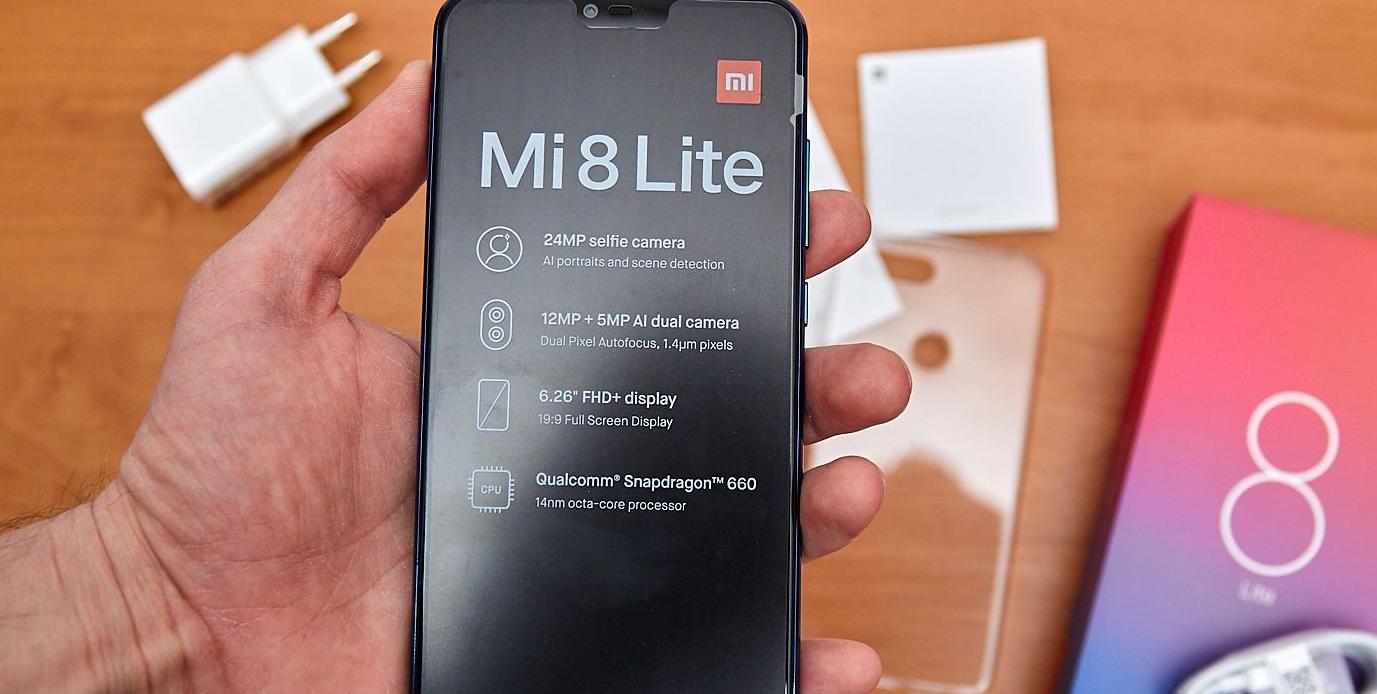 mi
Mi 8 Lite
24MP selfie camera
AI portraits and scene detection
12MP + 5MP AI dual camera
Dual Pixel Autofocus, 1.4μm pixels
6.26" FHD+ display
19:9 Full Screen Display
CPU
Qualcomm® Snapdragon™ 660
14nm octa-core processor
8
Lite